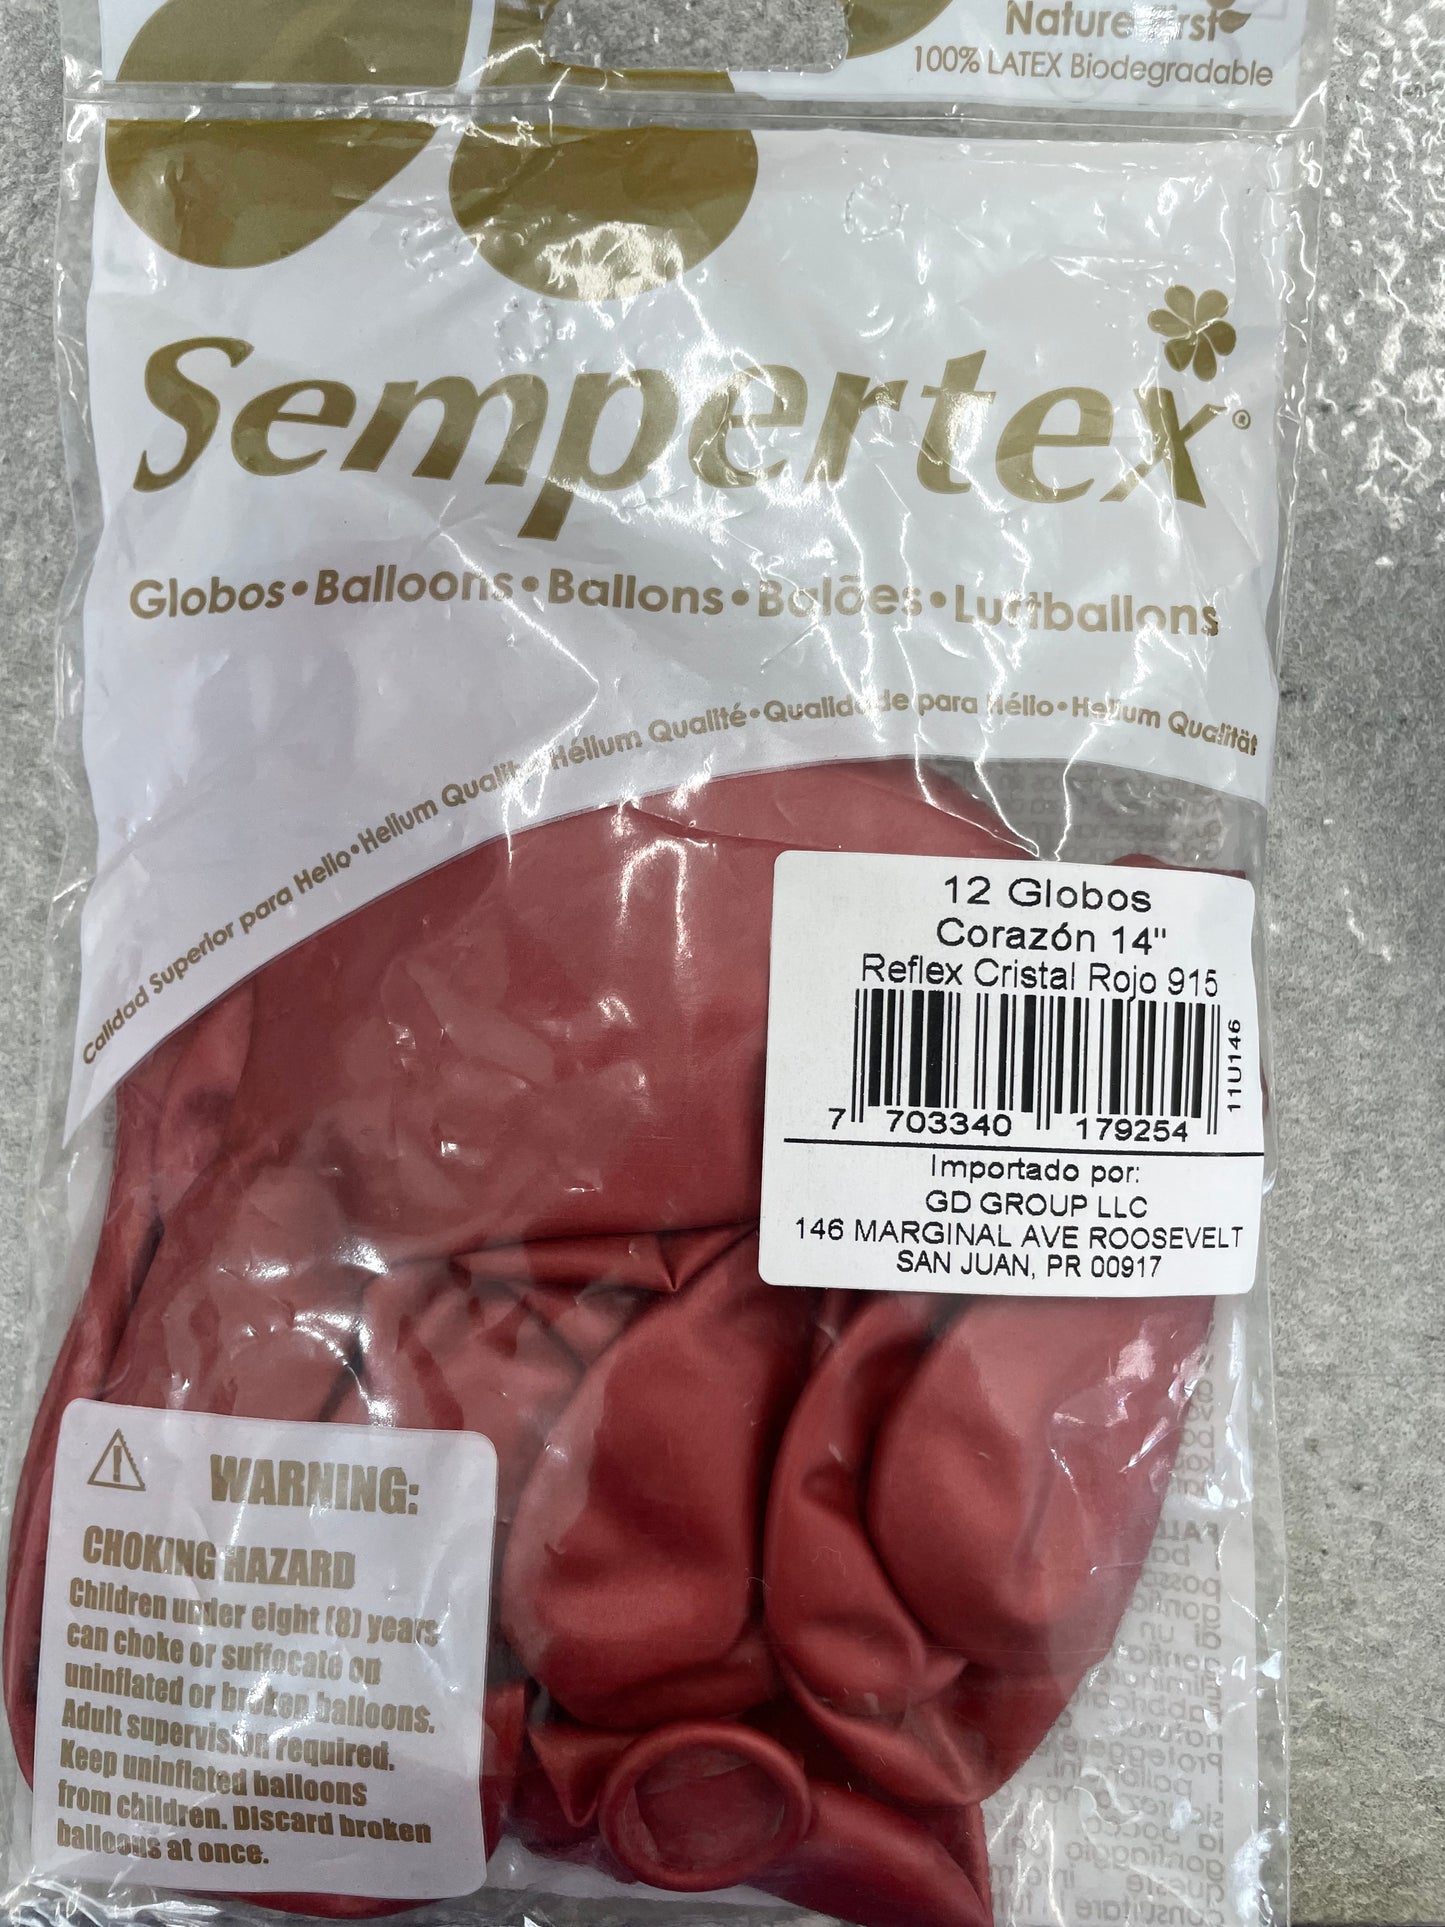 Nature First
100% LATEX Biodegradable
Sempertex®
Globos • Balloons • Ballons • Balões • Luftballons
Calidad Superior para Helio • Helium Quality • Hélium Qualité • Qualidade para Hélio • Helium Qualität
12 Globos
Corazón 14"
Reflex Cristal Rojo 915
11U146
7 703340 179254
Importado por:
GD GROUP LLC
146 MARGINAL AVE ROOSEVELT
SAN JUAN, PR 00917
WARNING:
CHOKING HAZARD
Children under eight (8) years
can choke or suffocate on
uninflated or broken balloons.
Adult supervision required.
Keep uninflated balloons
from children. Discard broken
balloons at once.